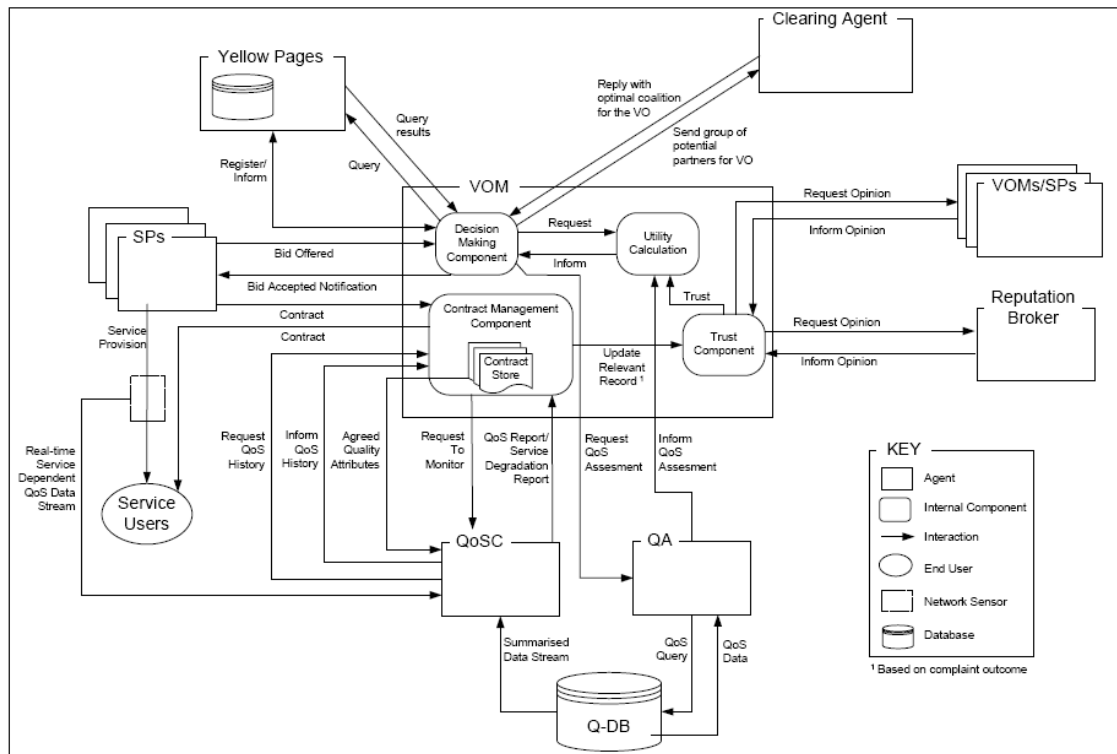 Clearing Agent
Yellow Pages
Reply with
optimal coalition
for the VO
Query
results
Send group of
potential
partners for VO
Register/
Inform
Query
VOM
Request Opinion
VOMs/SPs
SPs
Decision
Making
Component
Request
Utility
Calculation
Inform Opinion
Bid Offered
Inform
Bid Accepted Notification
Trust
Reputation
Broker
Contract
Contract Management
Component
Request Opinion
Service
Provision
Contract
Trust
Component
Update
Relevant
Record ¹
Inform Opinion
Contract
Store
Real-time
Service
Dependent
QoS Data
Stream
Request
QoS
History
Inform
QoS
History
Agreed
Quality
Attributes
Request
To
Monitor
QoS Report/
Service
Degradation
Report
Request
QoS
Assesment
Inform
QoS
Assesment
KEY
Agent
Internal Component
Interaction
End User
Network Sensor
Database
¹ Based on complaint outcome
Service
Users
QoSC
QA
Summarised
Data Stream
QoS
Query
QoS
Data
Q-DB